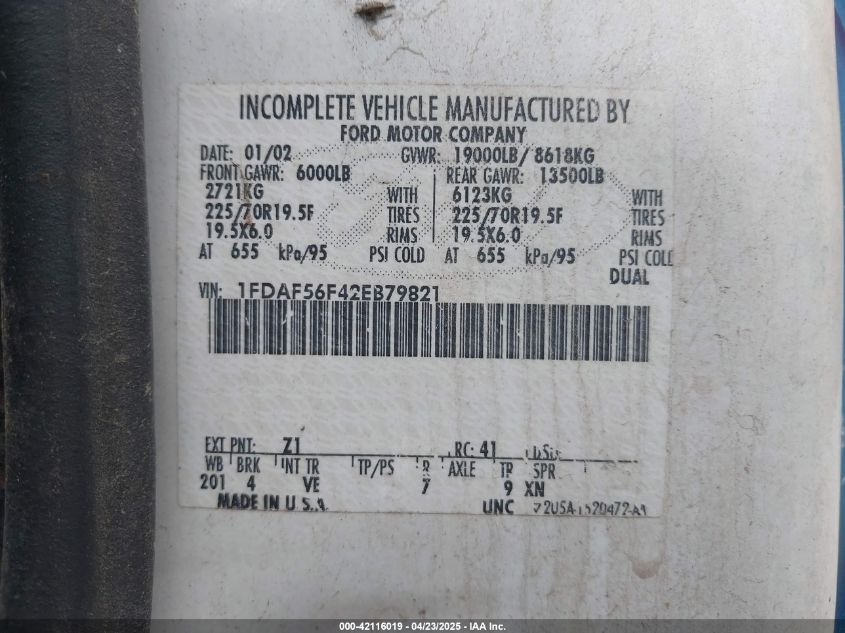 INCOMPLETE VEHICLE MANUFACTURED BY
FORD MOTOR COMPANY
DATE: 01/02 GVWR: 19000LB/ 8618KG
FRONT GAWR: 6000LB REAR GAWR: 13500LB
2721KG WITH 6123KG WITH
225/70R19.5F TIRES 225/70R19.5F TIRES
19.5X6.0 RIMS 19.5X6.0 RIMS
AT 655 kPa/95 PSI COLD AT 655 kPa/95 PSI COLD
DUAL
VIN: 1FDAF56F42EB79821
EXT PNT: Z1 RC: 41
WB BRK INT TR TP/PS R AXLE TP SPR
201 4 VE 7 9 XN
MADE IN U.S.A. UNC
000-42116019 - 04/23/2025 - IAA Inc.